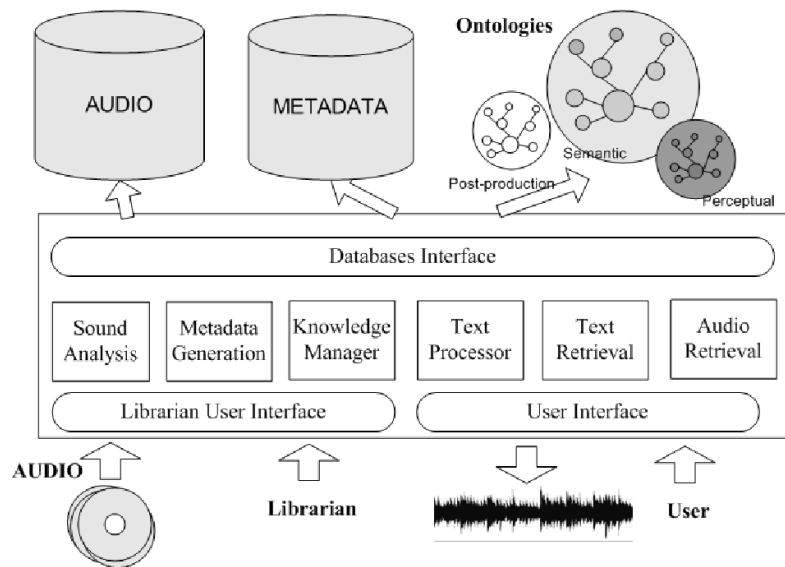 Ontologies
AUDIO
METADATA
Semantic
Post-production
Perceptual
Databases Interface
Sound
Analysis
Metadata
Generation
Knowledge
Manager
Text
Processor
Text
Retrieval
Audio
Retrieval
Librarian User Interface
User Interface
AUDIO
Librarian
User